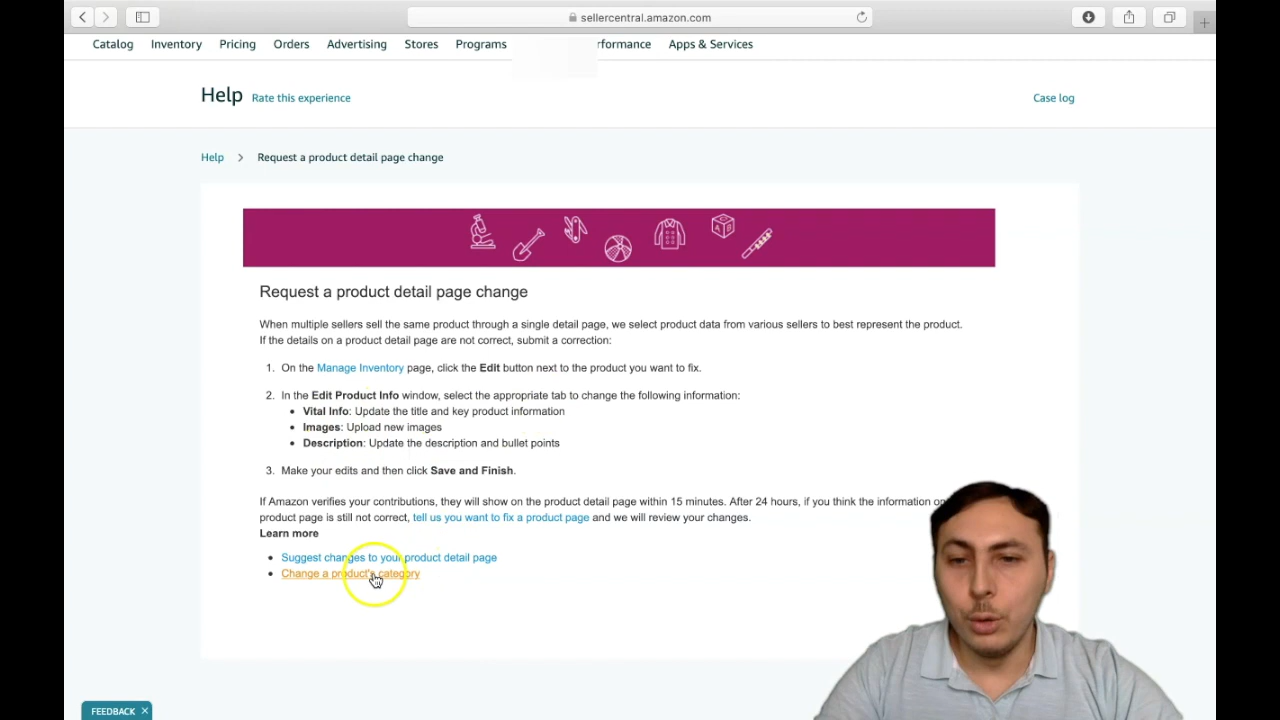 sellercentral.amazon.com
Catalog Inventory Pricing Orders Advertising Stores Programs rformance Apps & Services
Help Rate this experience Case log
Help > Request a product detail page change
Request a product detail page change
When multiple sellers sell the same product through a single detail page, we select product data from various sellers to best represent the product.
If the details on a product detail page are not correct, submit a correction:
1. On the Manage Inventory page, click the Edit button next to the product you want to fix.
2. In the Edit Product Info window, select the appropriate tab to change the following information:
• Vital Info: Update the title and key product information
• Images: Upload new images
• Description: Update the description and bullet points
3. Make your edits and then click Save and Finish.
If Amazon verifies your contributions, they will show on the product detail page within 15 minutes. After 24 hours, if you think the information on
product page is still not correct, tell us you want to fix a product page and we will review your changes.
Learn more
• Suggest changes to your product detail page
• Change a product's category
FEEDBACK ×